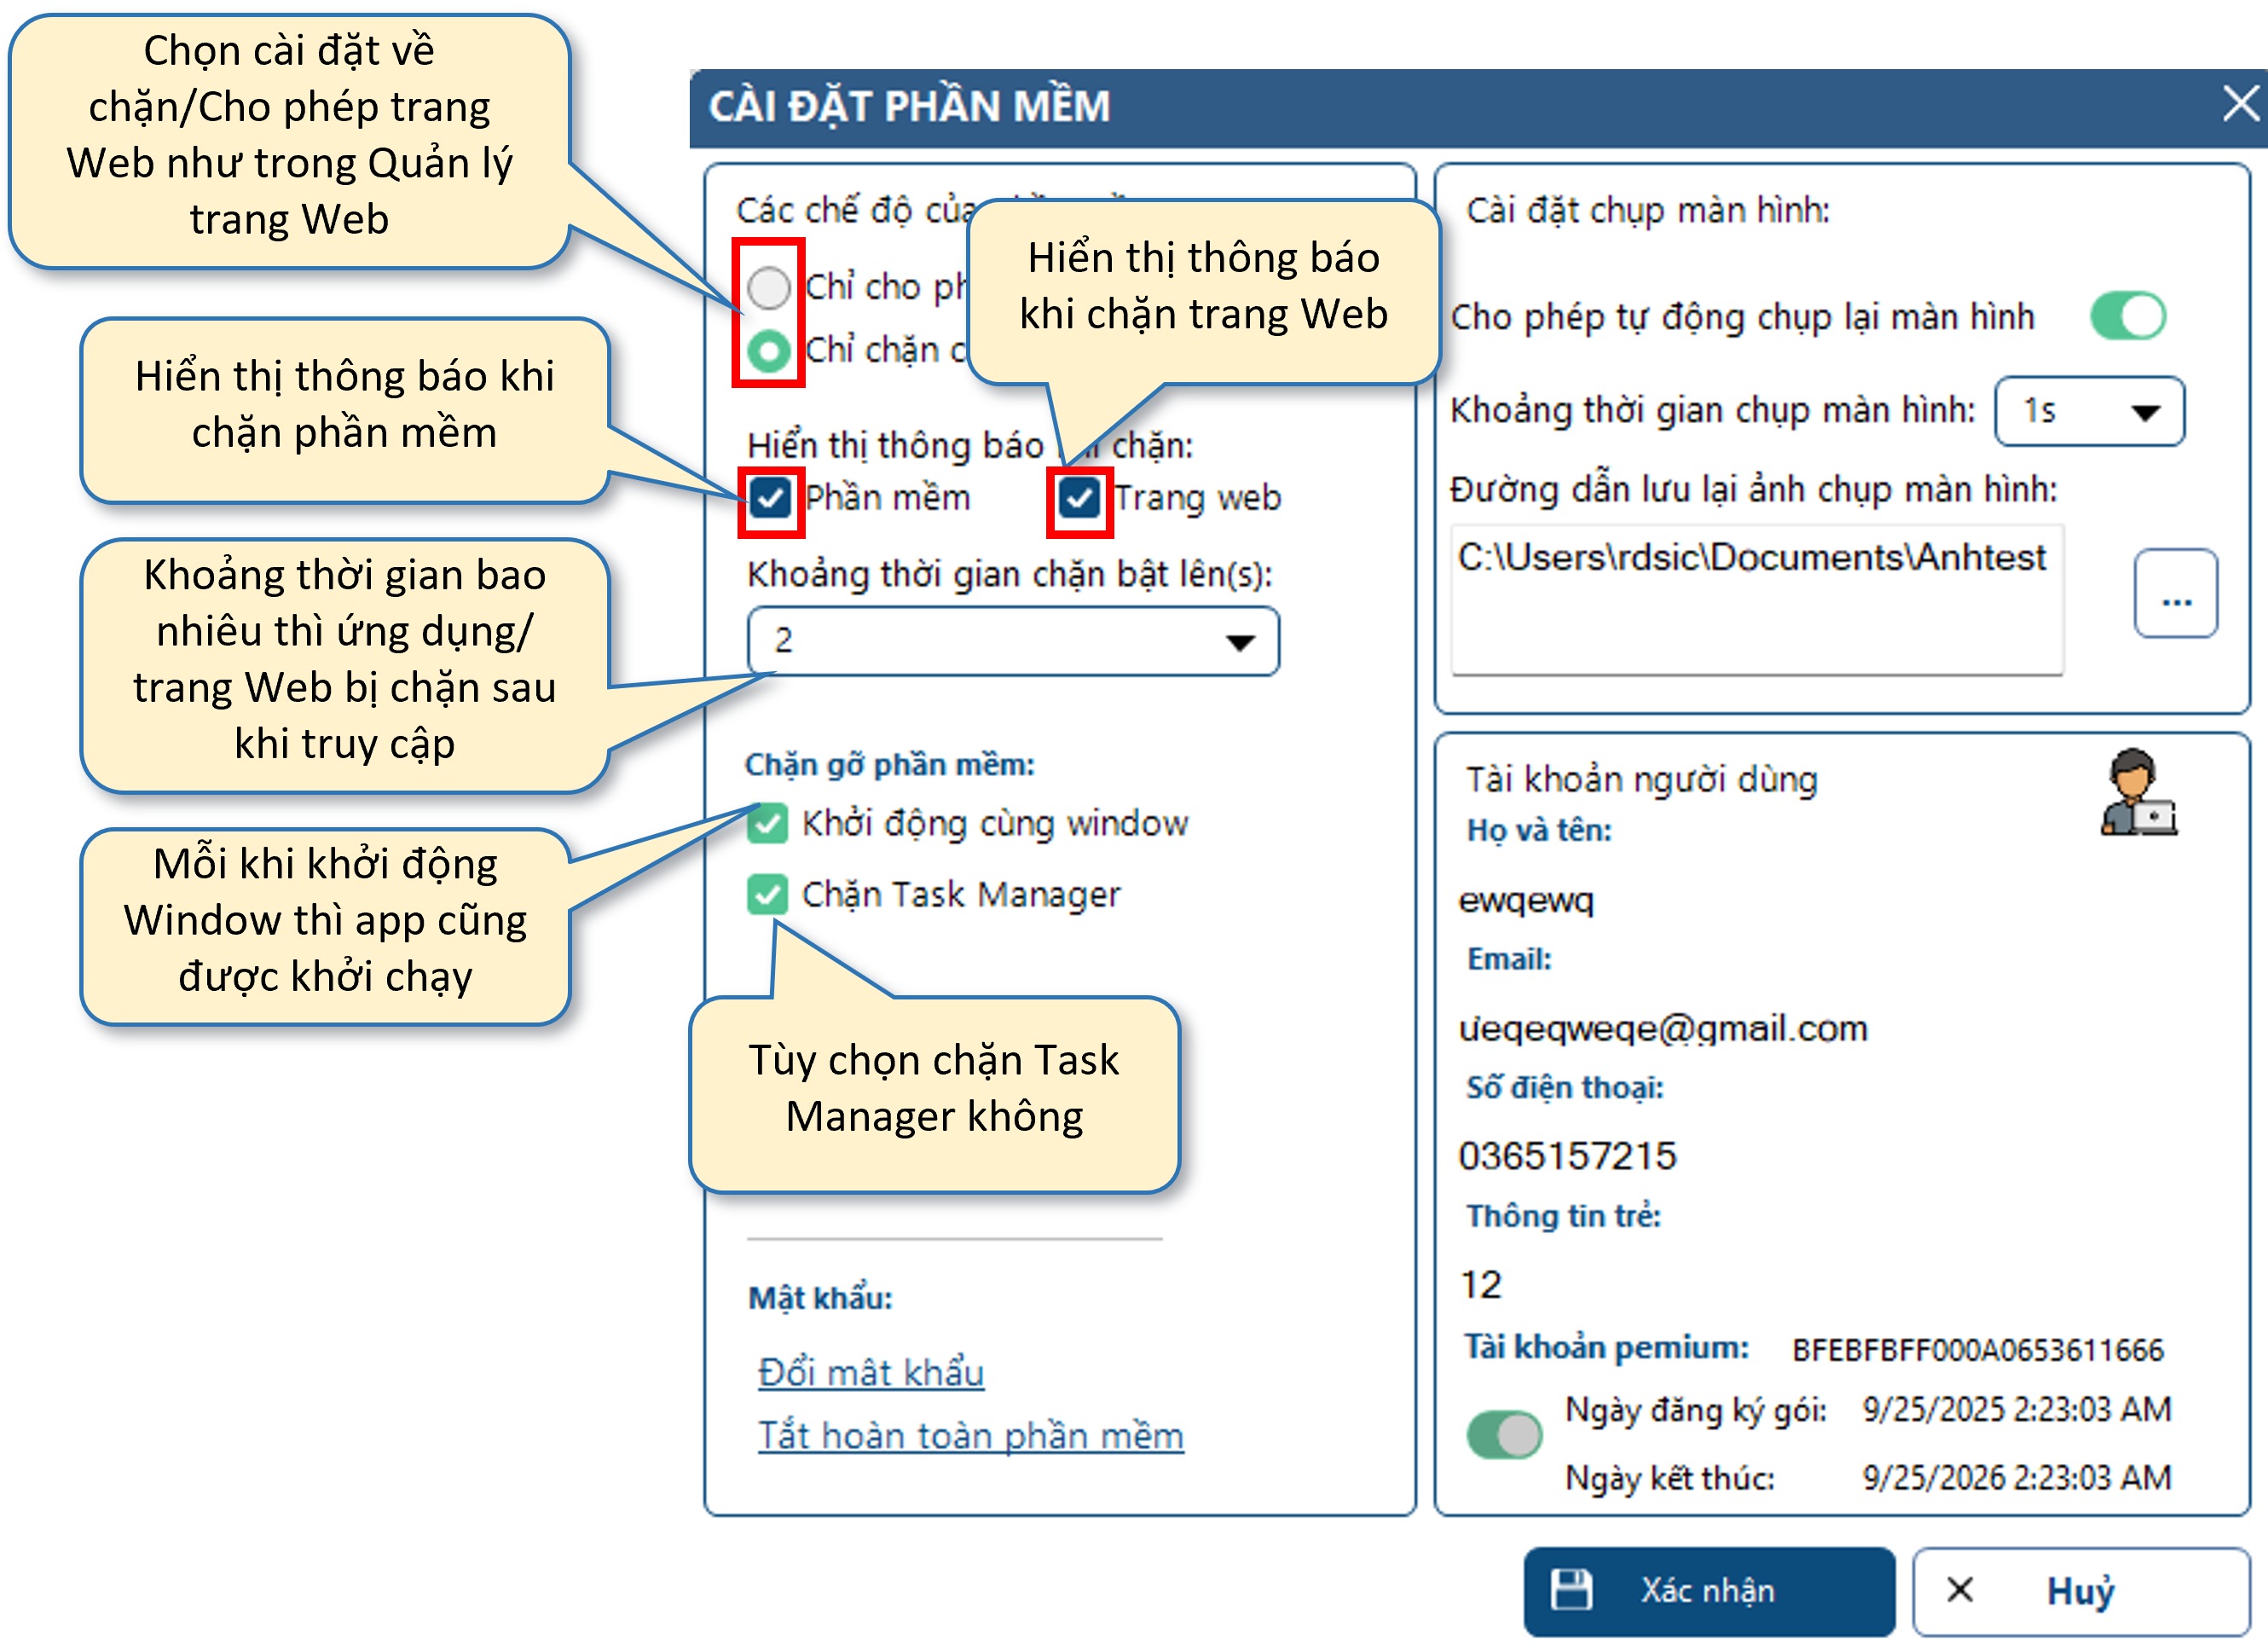 Chọn cài đặt về
chặn/Cho phép trang
Web như trong Quản lý
trang Web
Hiển thị thông báo khi
chặn phần mềm
Khoảng thời gian bao
nhiêu thì ứng dụng/
trang Web bị chặn sau
khi truy cập
Mỗi khi khởi động
Window thì app cũng
được khởi chạy
CÀI ĐẶT PHẦN MỀM
Các chế độ
Chỉ cho
Chỉ chặn
Hiển thị thông báo
khi chặn trang Web
Hiển thị thông báo chặn:
Phần mềm
Trang web
Khoảng thời gian chặn bật lên(s):
2
Chặn gỡ phần mềm:
Khởi động cùng window
Chặn Task Manager
Tùy chọn chặn Task
Manager không
Mật khẩu:
Đổi mật khẩu
Tắt hoàn toàn phần mềm
Cài đặt chụp màn hình:
Cho phép tự động chụp lại màn hình
Khoảng thời gian chụp màn hình: 1s
Đường dẫn lưu lại ảnh chụp màn hình:
C:\Users\rdsic\Documents\Anhtest
...
Tài khoản người dùng
Họ và tên:
ewqewq
Email:
ưeqeqweqe@gmail.com
Số điện thoại:
0365157215
Thông tin trẻ:
12
Tài khoản pemium: BFEBFBFF000A0653611666
Ngày đăng ký gói: 9/25/2025 2:23:03 AM
Ngày kết thúc: 9/25/2026 2:23:03 AM
Xác nhận
Huỷ